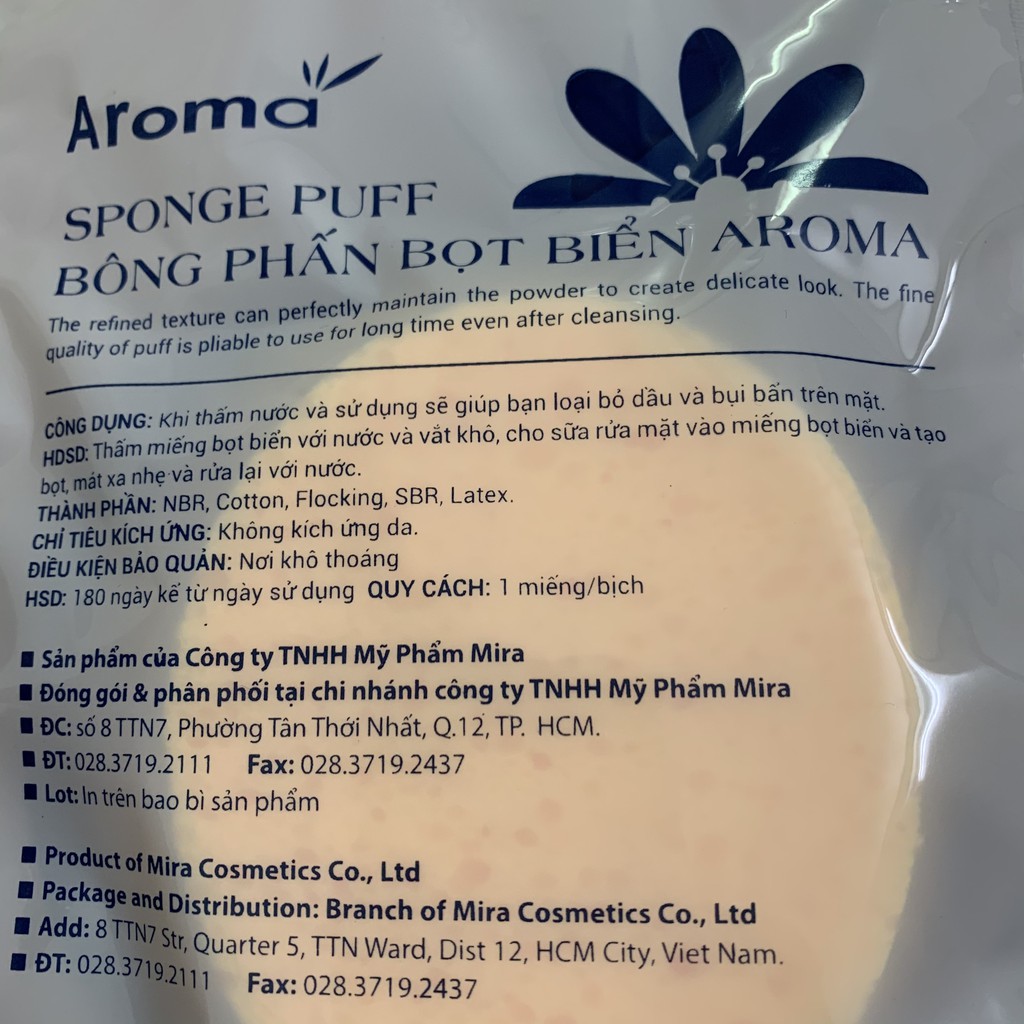 Aroma
SPONGE PUFF
BÔNG PHẤN BỌT BIỂN AROMA
The refined texture can perfectly maintain the powder to create delicate look. The fine
quality of puff is pliable to use for long time even after cleansing.
CÔNG DỤNG: Khi thấm nước và sử dụng sẽ giúp bạn loại bỏ dầu và bụi bẩn trên mặt.
HDSD: Thấm miếng bọt biển với nước và vắt khô, cho sữa rửa mặt vào miếng bọt biển và tạo
bọt, mát xa nhẹ và rửa lại với nước.
THÀNH PHẦN: NBR, Cotton, Flocking, SBR, Latex.
CHỈ TIÊU KÍCH ỨNG: Không kích ứng da.
ĐIỀU KIỆN BẢO QUẢN: Nơi khô thoáng
HSD: 180 ngày kể từ ngày sử dụng QUY CÁCH: 1 miếng/bịch
■ Sản phẩm của Công ty TNHH Mỹ Phẩm Mira
■ Đóng gói & phân phối tại chi nhánh công ty TNHH Mỹ Phẩm Mira
■ ĐC: số 8 TTN7, Phường Tân Thới Nhất, Q.12, TP. HCM.
■ ĐT: 028.3719.2111 Fax: 028.3719.2437
■ Lot: In trên bao bì sản phẩm
■ Product of Mira Cosmetics Co., Ltd
■ Package and Distribution: Branch of Mira Cosmetics Co., Ltd
■ Add: 8 TTN7 Str, Quarter 5, TTN Ward, Dist 12, HCM City, Viet Nam.
■ ĐT: 028.3719.2111 Fax: 028.3719.2437